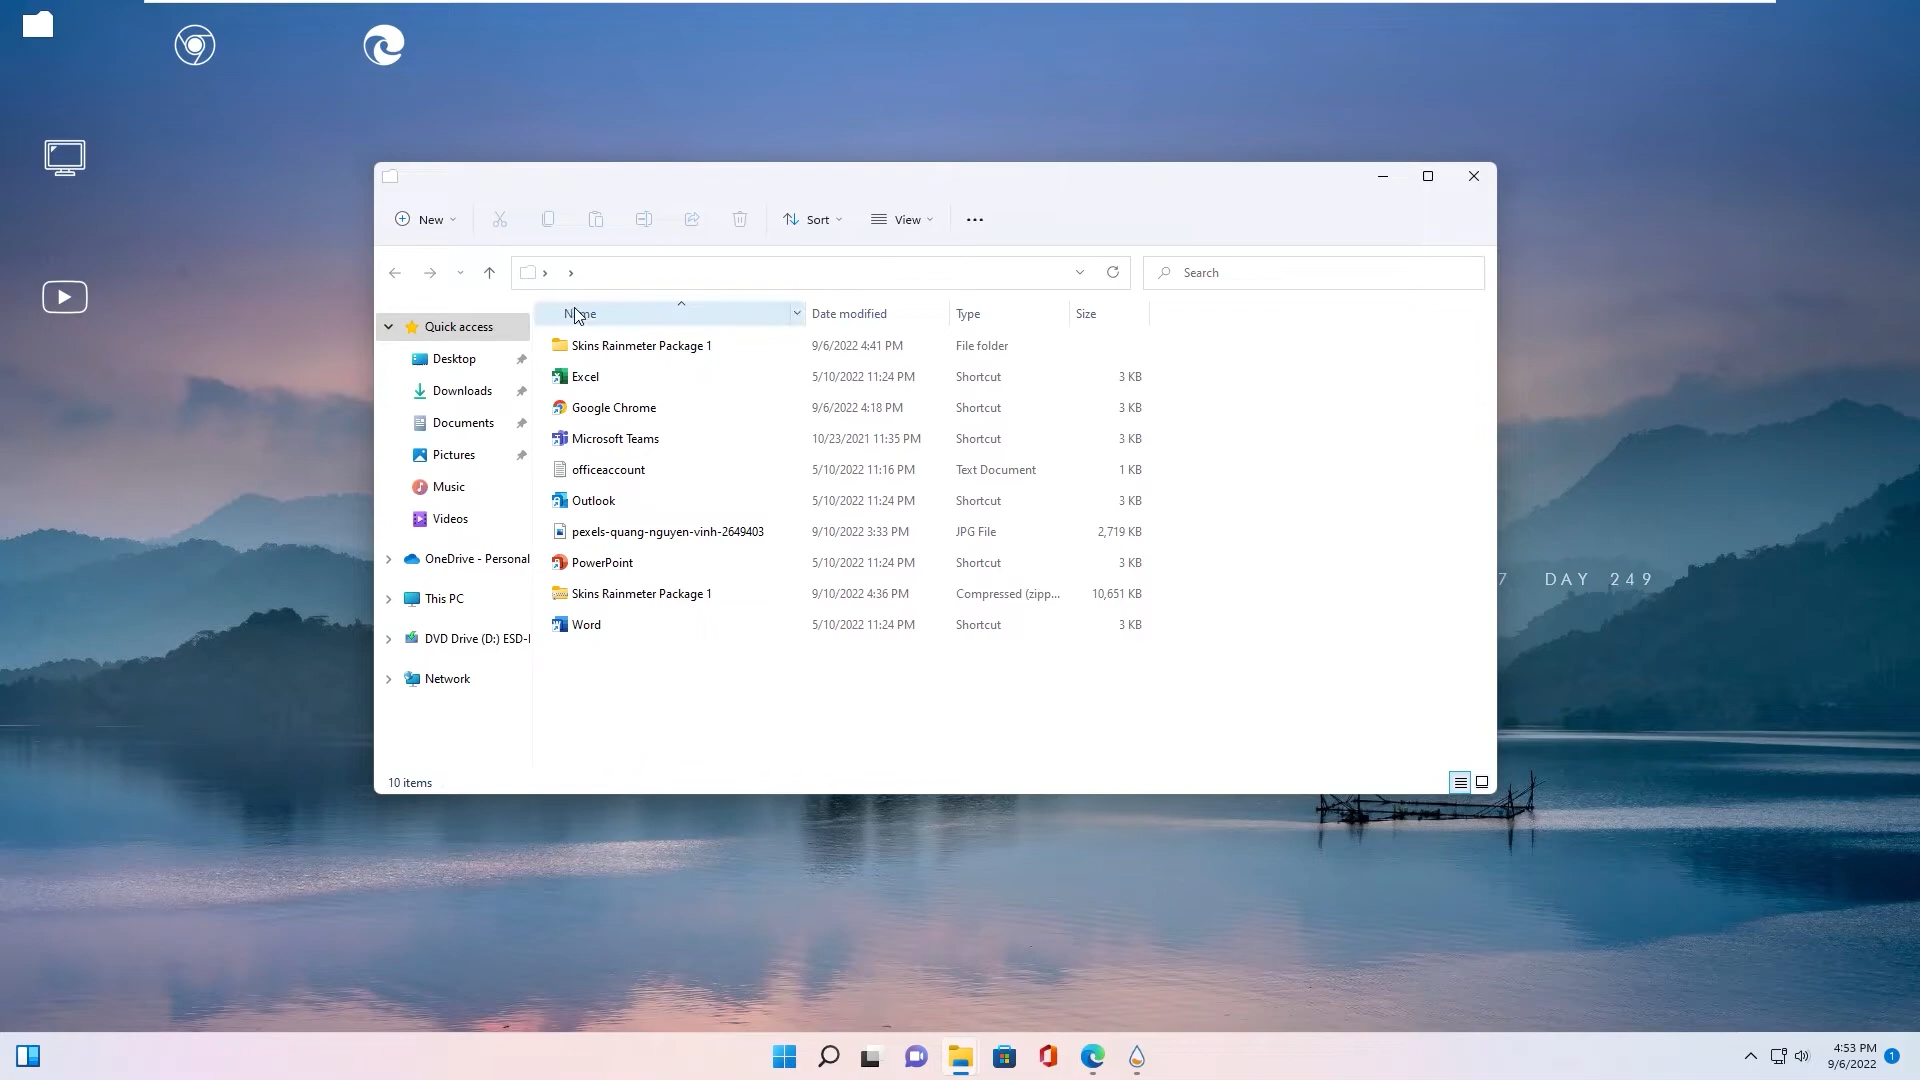 New
Sort
View
Search
Name Date modified Type Size
Skins Rainmeter Package 1 9/6/2022 4:41 PM File folder
Excel 5/10/2022 11:24 PM Shortcut 3 KB
Google Chrome 9/6/2022 4:18 PM Shortcut 3 KB
Microsoft Teams 10/23/2021 11:35 PM Shortcut 3 KB
officeaccount 5/10/2022 11:16 PM Text Document 1 KB
Outlook 5/10/2022 11:24 PM Shortcut 3 KB
pexels-quang-nguyen-vinh-2649403 9/10/2022 3:33 PM JPG File 2,719 KB
PowerPoint 5/10/2022 11:24 PM Shortcut 3 KB
Skins Rainmeter Package 1 9/10/2022 4:36 PM Compressed (zipp... 10,651 KB
Word 5/10/2022 11:24 PM Shortcut 3 KB
Quick access
Desktop
Downloads
Documents
Pictures
Music
Videos
OneDrive - Personal
This PC
DVD Drive (D:) ESD-
Network
10 items
7 DAY 249
4:53 PM
9/6/2022
1